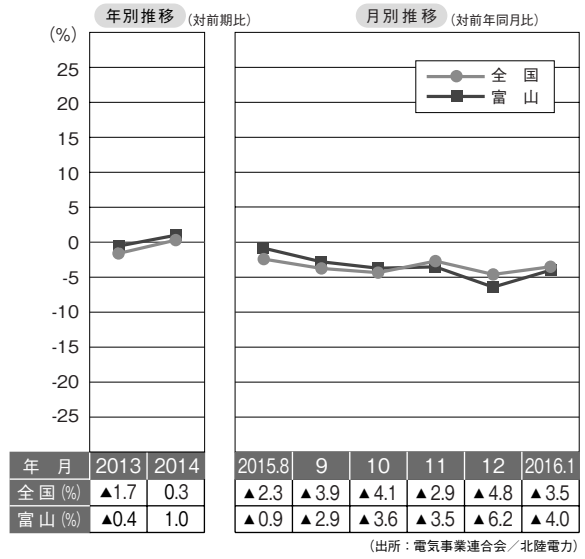 年別推移 (対前期比) 月別推移 (対前年同月比)
(%)
全 国
富 山
25
20
15
10
5
0
-5
-10
-15
-20
-25
年 月 2013 2014 2015.8 9 10 11 12 2016.1
全 国 (%) ▲1.7 0.3 ▲2.3 ▲3.9 ▲4.1 ▲2.9 ▲4.8 ▲3.5
富 山 (%) ▲0.4 1.0 ▲0.9 ▲2.9 ▲3.6 ▲3.5 ▲6.2 ▲4.0
(出所：電気事業連合会／北陸電力)